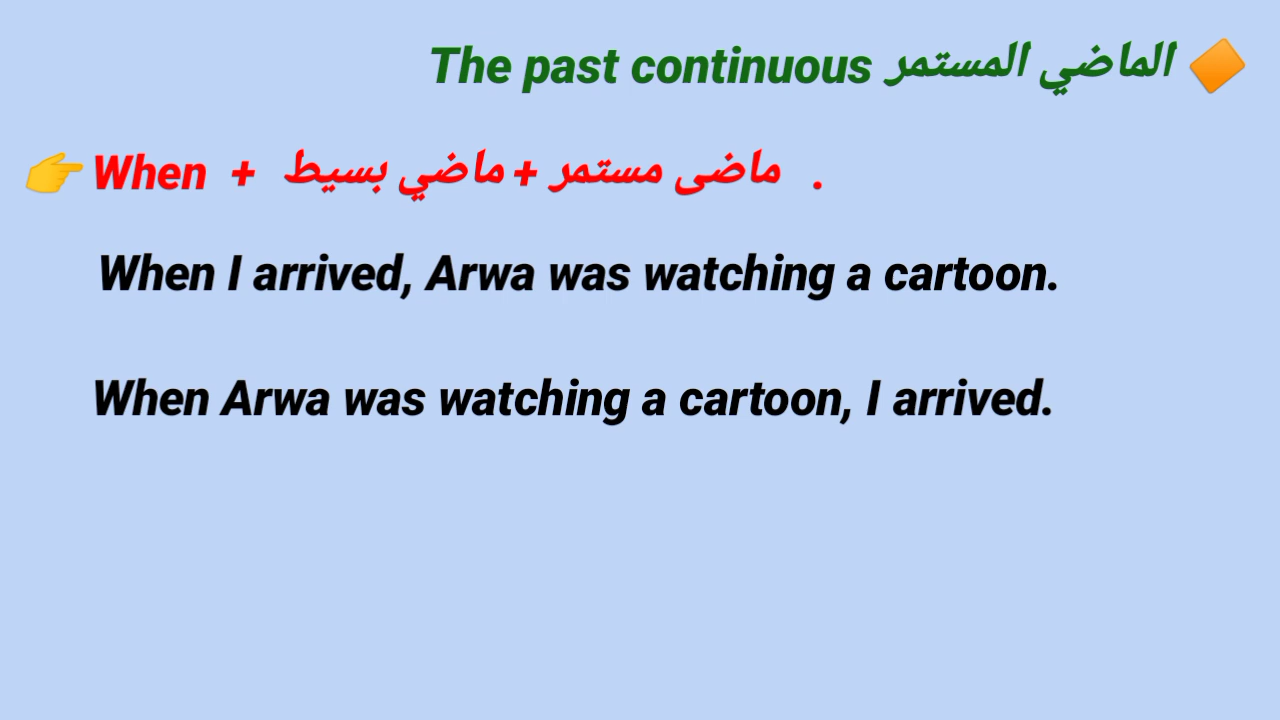 The past continuous الماضي المستمر
When + ماضي بسيط + ماضى مستمر .
When I arrived, Arwa was watching a cartoon.
When Arwa was watching a cartoon, I arrived.